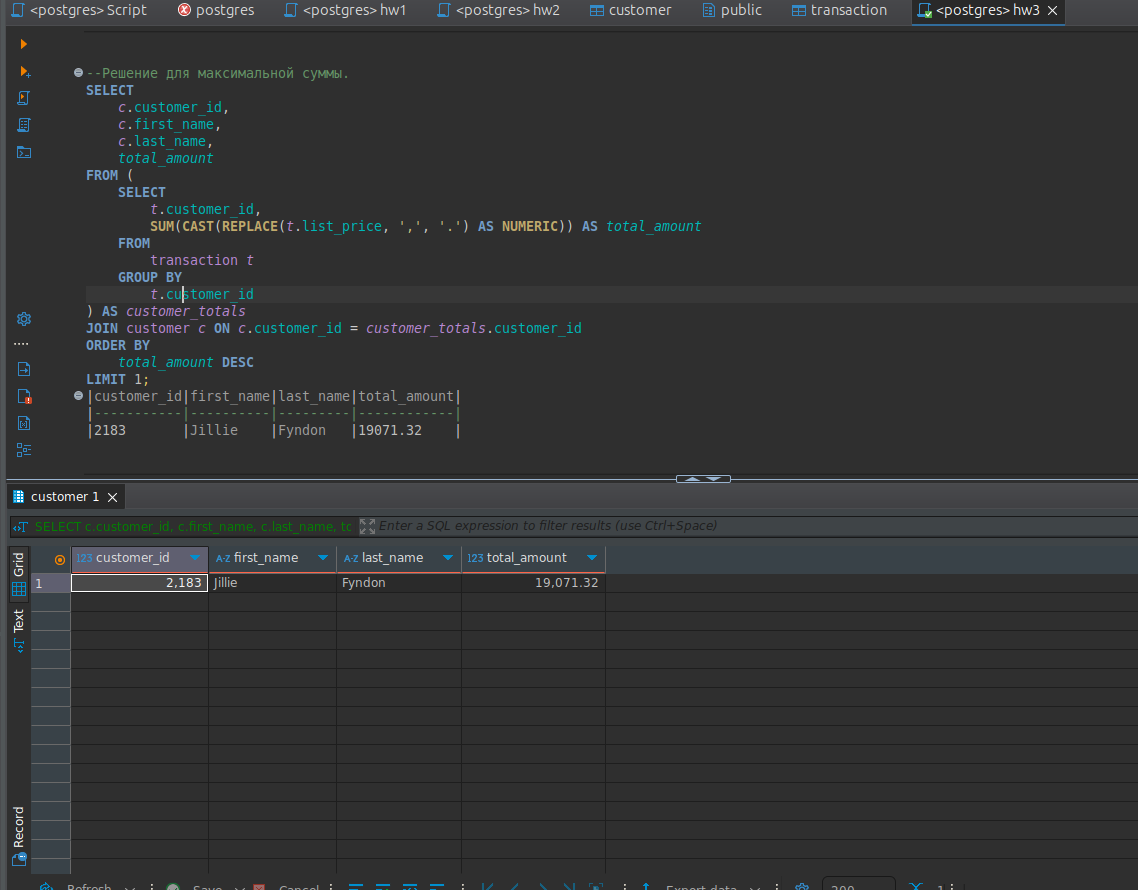 <postgres> Script postgres <postgres> hw1 <postgres> hw2 customer public transaction <postgres> hw3
--Решение для максимальной суммы.
SELECT
c.customer_id,
c.first_name,
c.last_name,
total_amount
FROM (
SELECT
t.customer_id,
SUM(CAST(REPLACE(t.list_price, ',', '.') AS NUMERIC)) AS total_amount
FROM
transaction t
GROUP BY
t.customer_id
) AS customer_totals
JOIN customer c ON c.customer_id = customer_totals.customer_id
ORDER BY
total_amount DESC
LIMIT 1;
|customer_id|first_name|last_name|total_amount|
|-----------|----------|---------|------------|
|2183       |Jillie    |Fyndon   |19071.32    |
customer 1
SELECT c.customer_id, c.first_name, c.last_name, to Enter a SQL expression to filter results (use Ctrl+Space)
Grid
Text
Record
123 customer_id A-Z first_name A-Z last_name 123 total_amount
1 2,183 Jillie Fyndon 19,071.32
Refresh Save Cancel Export data 200 1